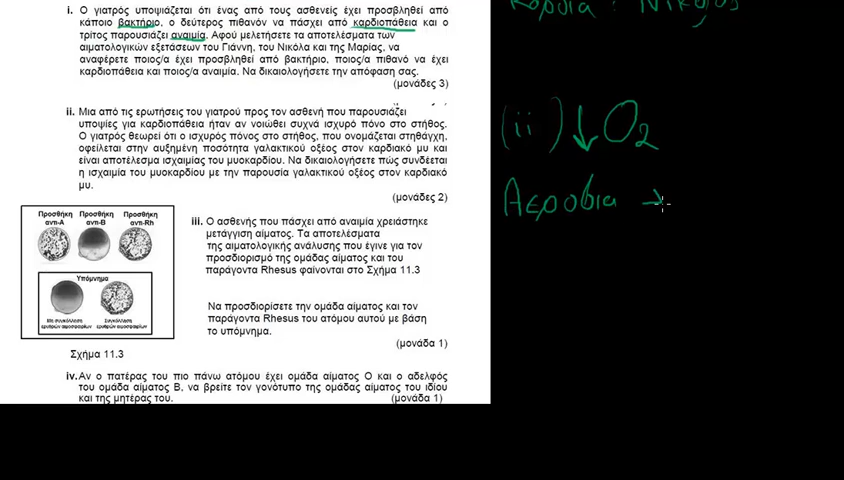 i. Ο γιατρός υποψιάζεται ότι ένας από τους ασθενείς έχει προσβληθεί από
κάποιο βακτήριο, ο δεύτερος πιθανόν να πάσχει από καρδιοπάθεια και ο
τρίτος παρουσιάζει αναιμία. Αφού μελετήσετε τα αποτελέσματα των
αιματολογικών εξετάσεων του Γιάννη, του Νικόλα και της Μαρίας, να
αναφέρετε ποιος/α έχει προσβληθεί από βακτήριο, ποιος/α πιθανό να έχει
καρδιοπάθεια και ποιος/α αναιμία. Να δικαιολογήσετε την απόφαση σας.
(μονάδες 3)
ii. Μια από τις ερωτήσεις του γιατρού προς τον ασθενή που παρουσιάζει
υποψίες για καρδιοπάθεια ήταν αν νοιώθει συχνά ισχυρό πόνο στο στήθος.
Ο γιατρός θεωρεί ότι ο ισχυρός πόνος στο στήθος, που ονομάζεται στηθάγχη,
οφείλεται στην αυξημένη ποσότητα γαλακτικού οξέος στον καρδιακό μυ και
είναι αποτέλεσμα ισχαιμίας του μυοκαρδίου. Να δικαιολογήσετε πώς συνδέεται
η ισχαιμία του μυοκαρδίου με την παρουσία γαλακτικού οξέος στον καρδιακό
μυ.
(μονάδες 2)
Προσθήκη αντι-Α
Προσθήκη αντι-Β
Προσθήκη αντι-Rh
Υπόμνημα
Μη συγκόλληση ερυθρών αιμοσφαιρίων
Συγκόλληση ερυθρών αιμοσφαιρίων
Σχήμα 11.3
iii. Ο ασθενής που πάσχει από αναιμία χρειάστηκε
μετάγγιση αίματος. Τα αποτελέσματα
της αιματολογικής ανάλυσης που έγινε για τον
προσδιορισμό της ομάδας αίματος και του
παράγοντα Rhesus φαίνονται στο Σχήμα 11.3
Να προσδιορίσετε την ομάδα αίματος και τον
παράγοντα Rhesus του ατόμου αυτού με βάση
το υπόμνημα.
(μονάδα 1)
iv. Αν ο πατέρας του πιο πάνω ατόμου έχει ομάδα αίματος Ο και ο αδελφός
του ομάδα αίματος Β, να βρείτε τον γονότυπο της ομάδας αίματος του ιδίου
και της μητέρας του.
(μονάδα 1)
(ii) ↓ O2
Αερόβια →